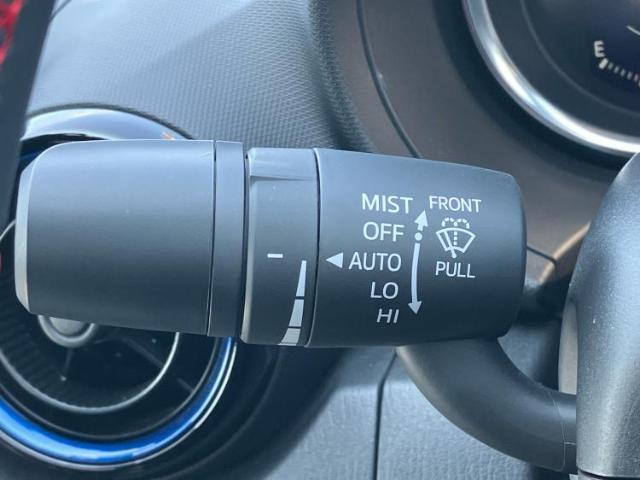 MIST FRONT
OFF
AUTO PULL
LO
HI
E